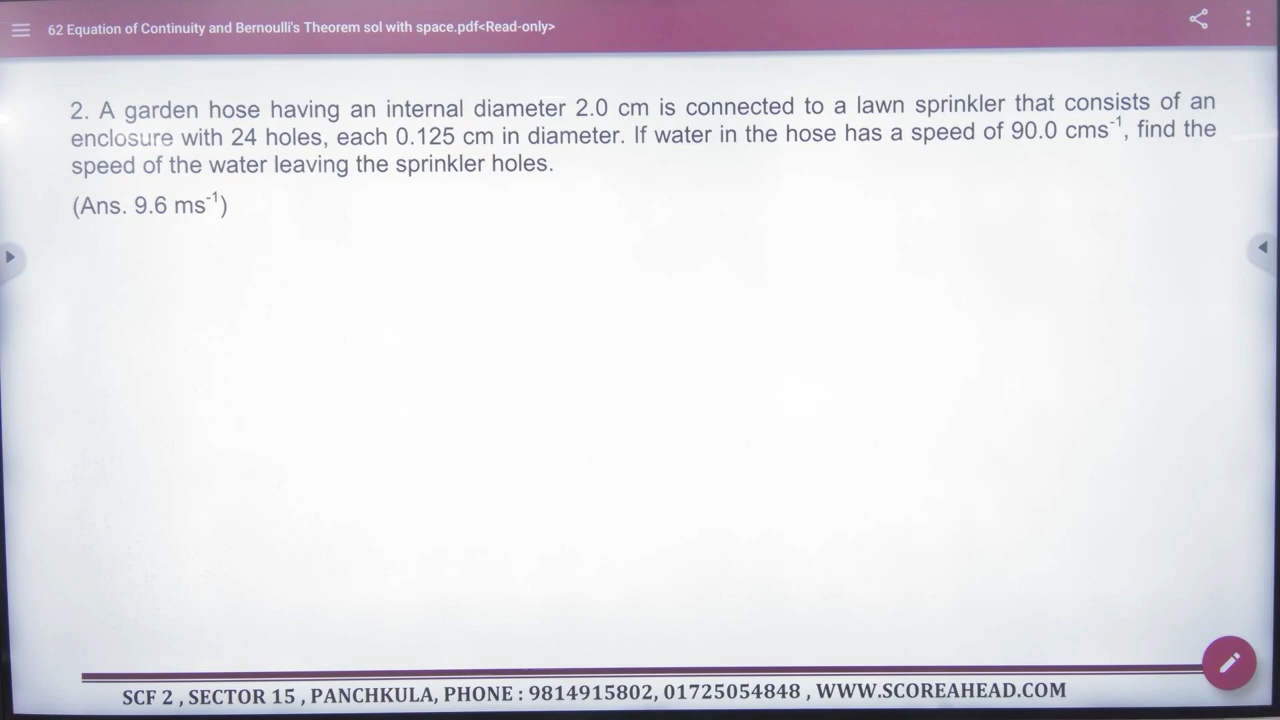 62 Equation of Continuity and Bernoulli's Theorem sol with space.pdf<Read-only>
2. A garden hose having an internal diameter 2.0 cm is connected to a lawn sprinkler that consists of an
enclosure with 24 holes, each 0.125 cm in diameter. If water in the hose has a speed of 90.0 cms⁻¹, find the
speed of the water leaving the sprinkler holes.
(Ans. 9.6 ms⁻¹)
SCF 2 , SECTOR 15 , PANCHKULA, PHONE : 9814915802, 01725054848 , WWW.SCOREAHEAD.COM